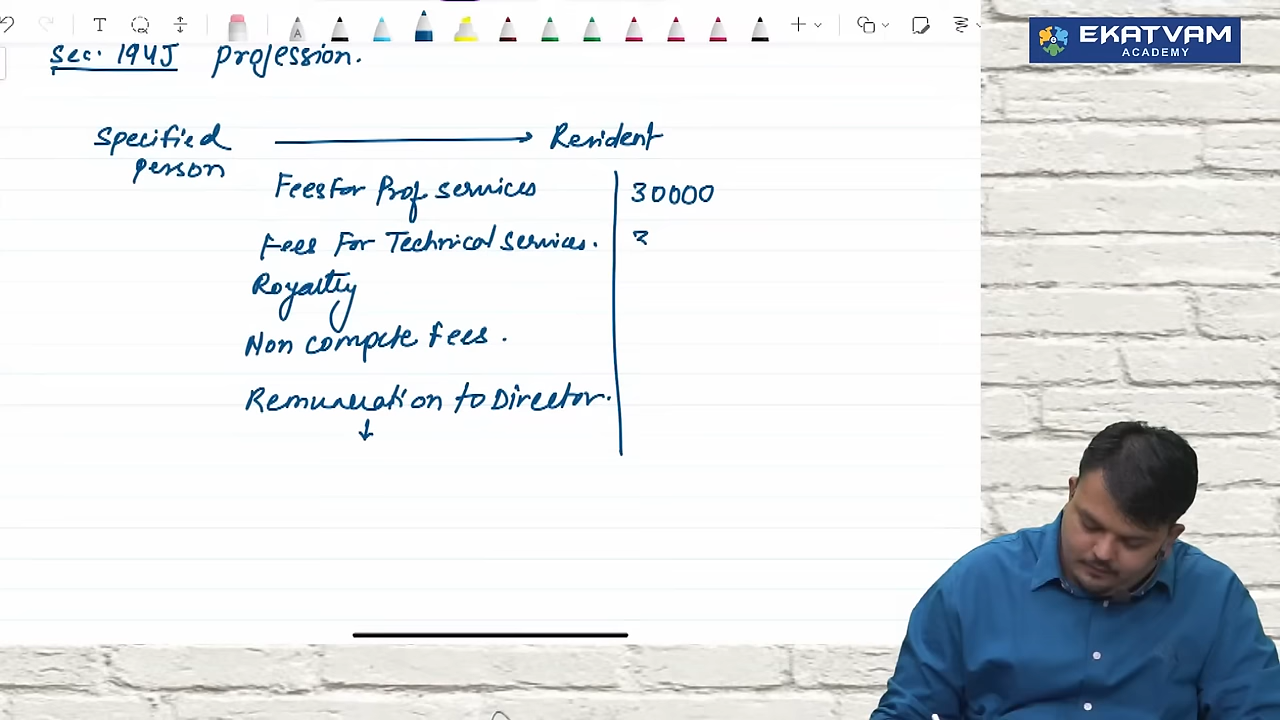 EKATVAM
ACADEMY
Sec. 194J Profession.
Specified person → Resident
Fees For Prof. services 30000
Fees For Technical services. 3
Royaltiy
Non compete fees.
Remuneration to Director.
↓